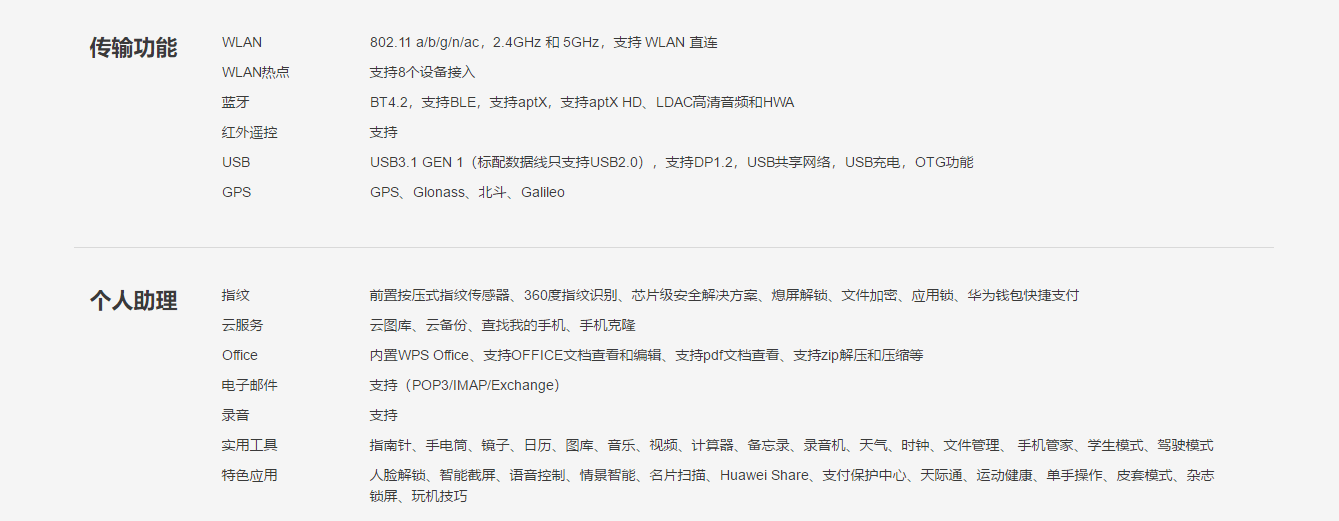 传输功能
WLAN 802.11 a/b/g/n/ac，2.4GHz 和 5GHz，支持 WLAN 直连
WLAN热点 支持8个设备接入
蓝牙 BT4.2，支持BLE，支持aptX，支持aptX HD、LDAC高清音频和HWA
红外遥控 支持
USB USB3.1 GEN 1（标配数据线只支持USB2.0），支持DP1.2，USB共享网络，USB充电，OTG功能
GPS GPS、Glonass、北斗、Galileo
个人助理
指纹 前置按压式指纹传感器、360度指纹识别、芯片级安全解决方案、熄屏解锁、文件加密、应用锁、华为钱包快捷支付
云服务 云图库、云备份、查找我的手机、手机克隆
Office 内置WPS Office、支持OFFICE文档查看和编辑、支持pdf文档查看、支持zip解压和压缩等
电子邮件 支持（POP3/IMAP/Exchange）
录音 支持
实用工具 指南针、手电筒、镜子、日历、图库、音乐、视频、计算器、备忘录、录音机、天气、时钟、文件管理、 手机管家、学生模式、驾驶模式
特色应用 人脸解锁、智能截屏、语音控制、情景智能、名片扫描、Huawei Share、支付保护中心、天际通、运动健康、单手操作、皮套模式、杂志
锁屏、玩机技巧